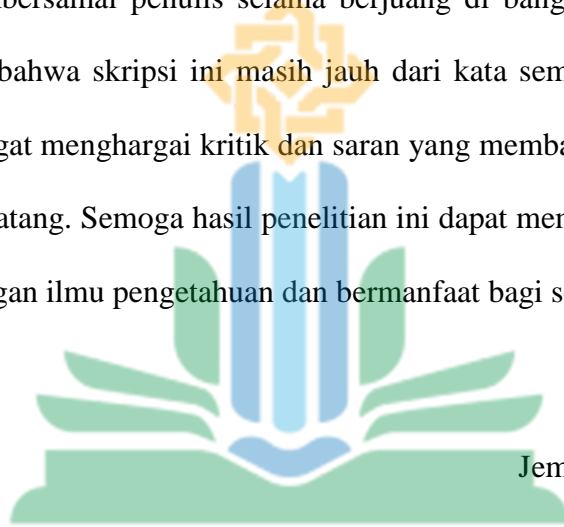 bersamai penulis selama berjuang di bang
bahwa skripsi ini masih jauh dari kata sem
gat menghargai kritik dan saran yang memba
atang. Semoga hasil penelitian ini dapat mem
gan ilmu pengetahuan dan bermanfaat bagi s
Jem